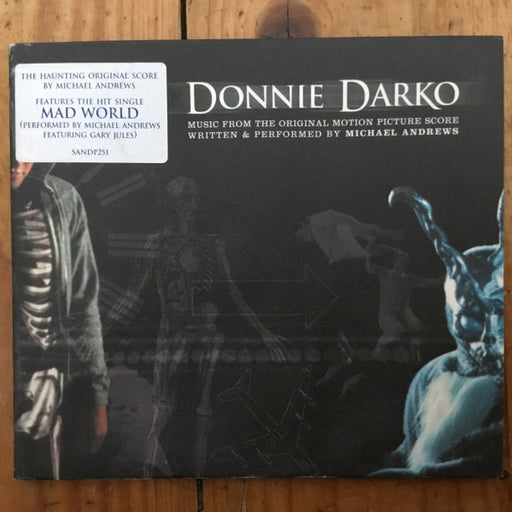 THE HAUNTING ORIGINAL SCORE
BY MICHAEL ANDREWS
FEATURES THE HIT SINGLE
MAD WORLD
(PERFORMED BY MICHAEL ANDREWS
FEATURING GARY JULES)
SANDP251
DONNIE DARKO
MUSIC FROM THE ORIGINAL MOTION PICTURE SCORE
WRITTEN & PERFORMED BY MICHAEL ANDREWS